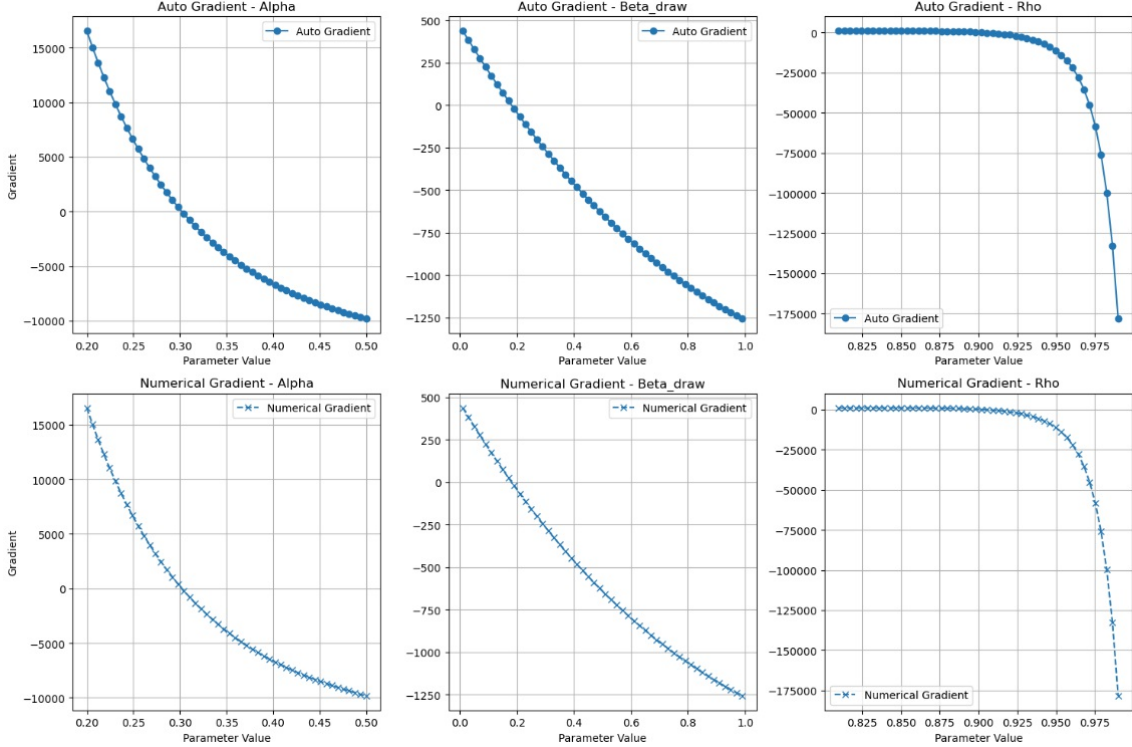 Auto Gradient - Alpha
Auto Gradient
15000
10000
5000
0
−5000
−10000
0.20 0.25 0.30 0.35 0.40 0.45 0.50
Parameter Value
Gradient
Auto Gradient - Beta_draw
Auto Gradient
500
250
0
−250
−500
−750
−1000
−1250
0.0 0.2 0.4 0.6 0.8 1.0
Parameter Value
Auto Gradient - Rho
0
−25000
−50000
−75000
−100000
−125000
−150000
−175000
Auto Gradient
0.825 0.850 0.875 0.900 0.925 0.950 0.975
Parameter Value
Numerical Gradient - Alpha
Numerical Gradient
15000
10000
5000
0
−5000
−10000
0.20 0.25 0.30 0.35 0.40 0.45 0.50
Parameter Value
Gradient
Numerical Gradient - Beta_draw
Numerical Gradient
500
250
0
−250
−500
−750
−1000
−1250
0.0 0.2 0.4 0.6 0.8 1.0
Parameter Value
Numerical Gradient - Rho
0
−25000
−50000
−75000
−100000
−125000
−150000
−175000
Numerical Gradient
0.825 0.850 0.875 0.900 0.925 0.950 0.975
Parameter Value